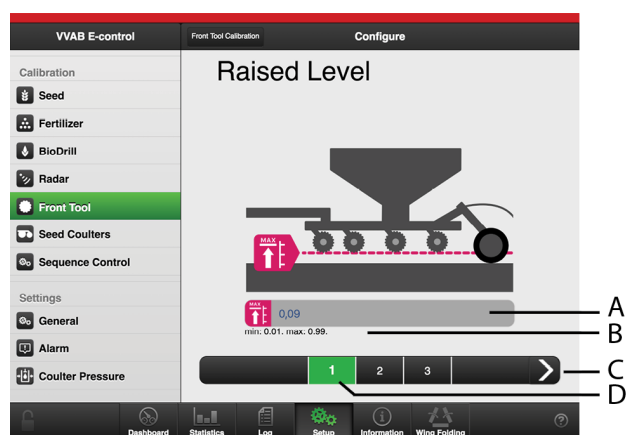 VVAB E-control
Front Tool Calibration
Configure
Calibration
Seed
Fertilizer
BioDrill
Radar
Front Tool
Seed Coulters
Sequence Control
Settings
General
Alarm
Coulter Pressure
Raised Level
MAX
MAX
0,09
min: 0.01. max: 0.99.
1 2 3
A
B
C
D
Dashboard Statistics Log Setup Information Wing Folding
?